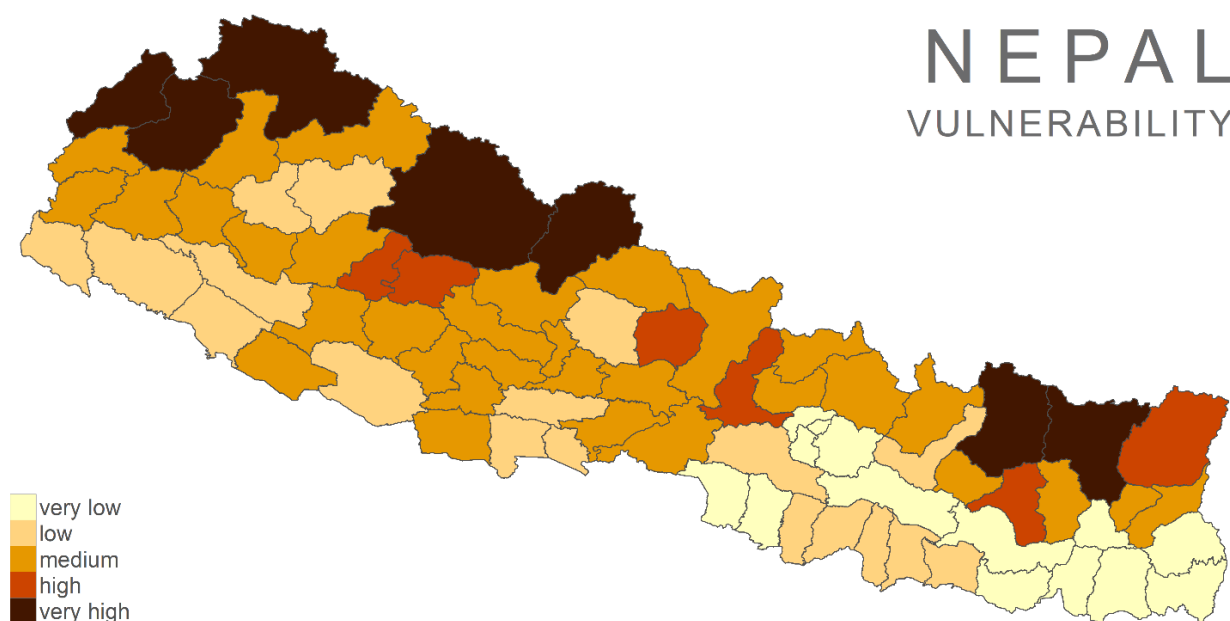 NEPAL
VULNERABILITY
very low
low
medium
high
very high